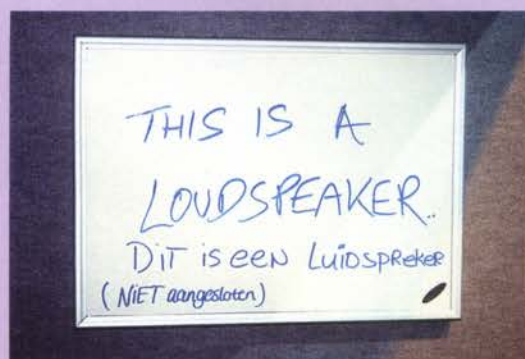 THIS IS A
LOUDSPEAKER..
DiT is eeN Luidspreker
(NiET aangesloten)